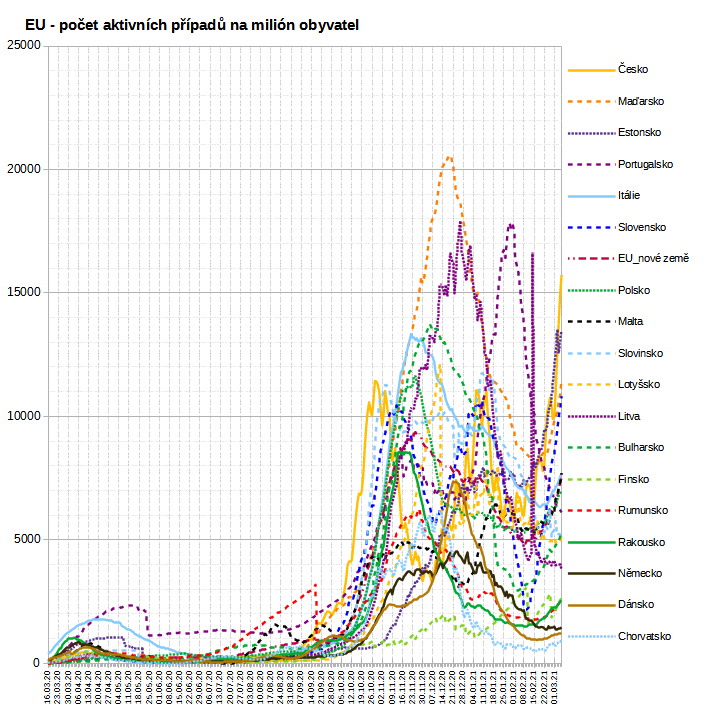 EU - počet aktivních případů na milión obyvatel
25000
20000
15000
10000
5000
0
16.03.20
23.03.20
30.03.20
06.04.20
13.04.20
20.04.20
27.04.20
04.05.20
11.05.20
18.05.20
25.05.20
01.06.20
08.06.20
15.06.20
22.06.20
29.06.20
06.07.20
13.07.20
20.07.20
27.07.20
03.08.20
10.08.20
17.08.20
24.08.20
31.08.20
07.09.20
14.09.20
21.09.20
28.09.20
05.10.20
12.10.20
19.10.20
26.10.20
02.11.20
09.11.20
16.11.20
23.11.20
30.11.20
07.12.20
14.12.20
21.12.20
28.12.20
04.01.21
11.01.21
18.01.21
25.01.21
01.02.21
08.02.21
15.02.21
22.02.21
01.03.21
Česko
Maďarsko
Estonsko
Portugalsko
Itálie
Slovensko
EU_nové země
Polsko
Malta
Slovinsko
Lotyšsko
Litva
Bulharsko
Finsko
Rumunsko
Rakousko
Německo
Dánsko
Chorvatsko